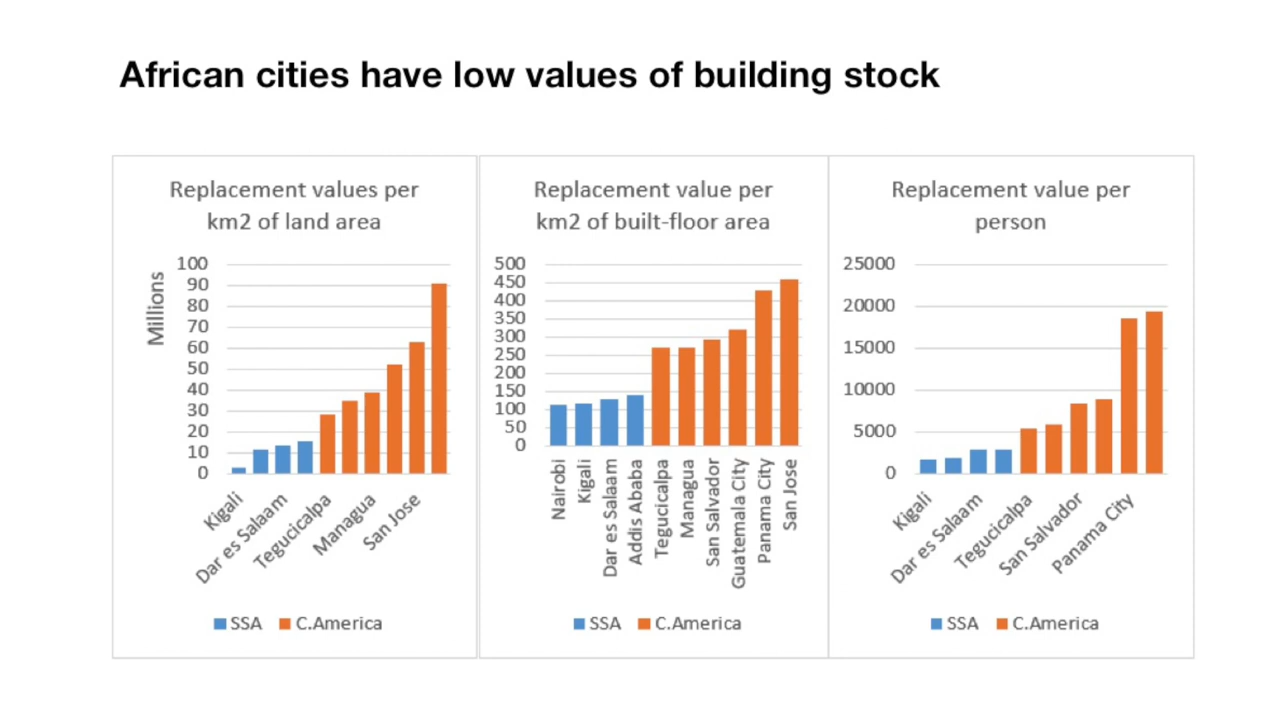 African cities have low values of building stock
Replacement values per
km2 of land area
Millions
100
90
80
70
60
50
40
30
20
10
0
Kigali
Dar es Salaam
Tegucicalpa
Managua
San Jose
SSA C.America
Replacement value per
km2 of built-floor area
500
450
400
350
300
250
200
150
100
50
0
Nairobi
Kigali
Dar es Salaam
Addis Ababa
Tegucicalpa
Managua
San Salvador
Guatemala City
Panama City
San Jose
SSA C.America
Replacement value per
person
25000
20000
15000
10000
5000
0
Kigali
Dar es Salaam
Tegucicalpa
San Salvador
Panama City
SSA C.America